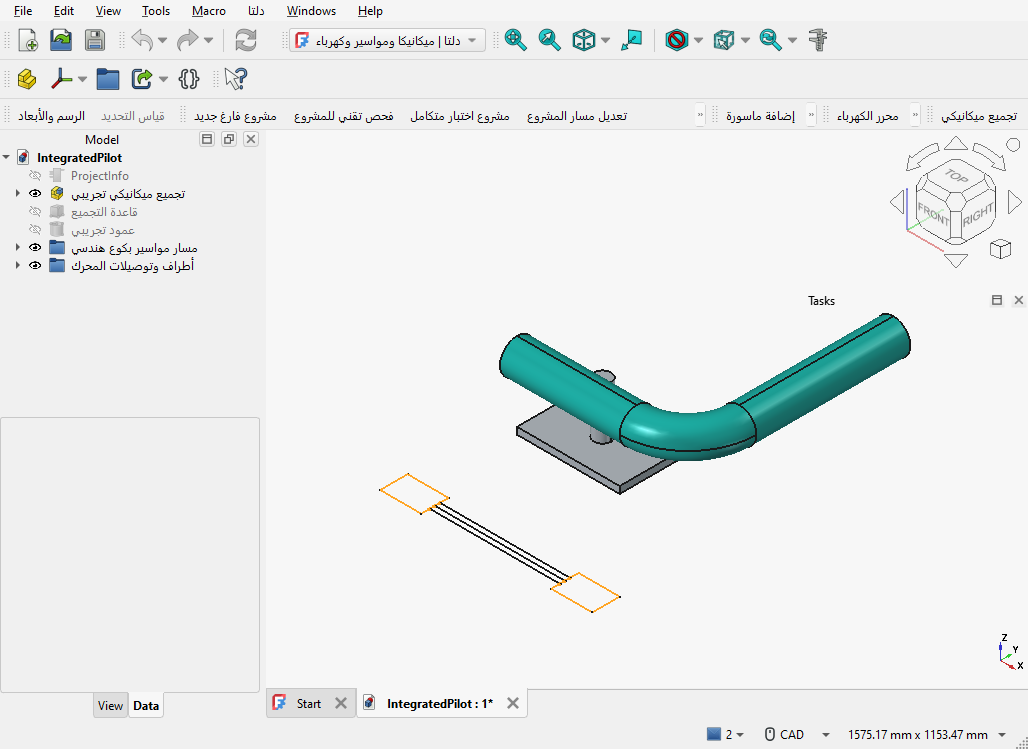 File Edit View Tools Macro دلتا Windows Help
دلتا | ميكانيكا ومواسير وكهرباء
الرسم والأبعاد قياس التحديد مشروع فارغ جديد فحص تقني للمشروع مشروع اختبار متكامل تعديل مسار المشروع » إضافة ماسورة » محرر الكهرباء » تجميع ميكانيكي
Model
IntegratedPilot
ProjectInfo
تجميع ميكانيكي تجريبي
قاعدة التجميع
عمود تجريبي
مسار مواسير بكوع هندسي
أطراف وتوصيلات المحرك
TOP
FRONT
RIGHT
Tasks
Z
Y
X
View Data
Start
IntegratedPilot : 1*
2 CAD 1575.17 mm x 1153.47 mm